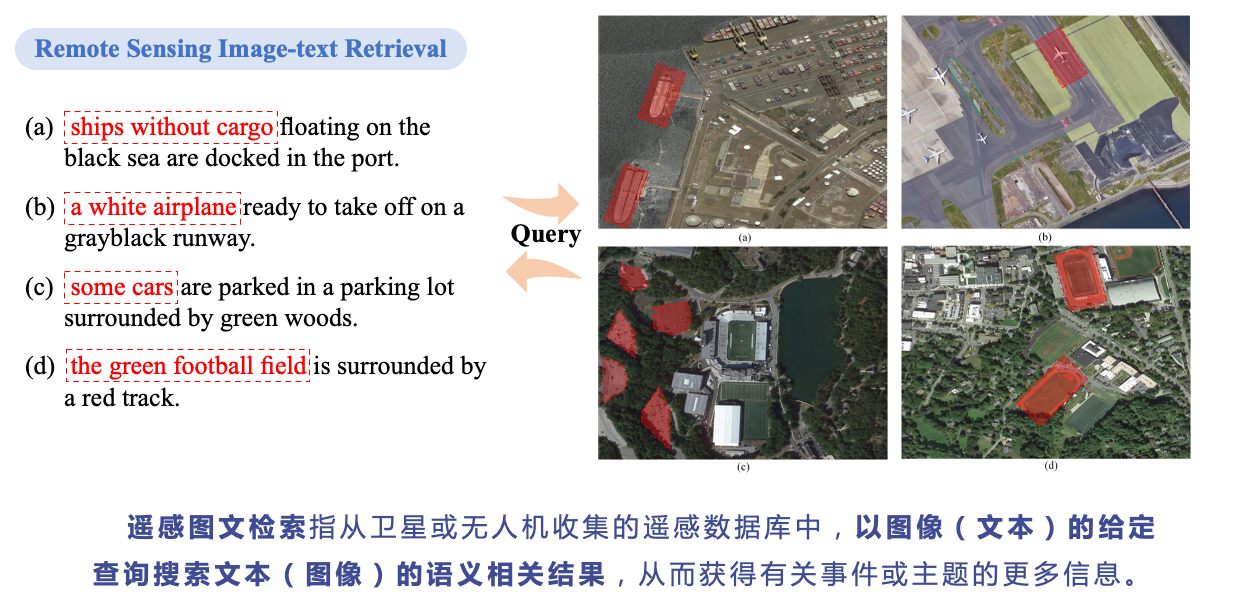 Remote Sensing Image-text Retrieval
(a) ships without cargo floating on the
black sea are docked in the port.
(b) a white airplane ready to take off on a
grayblack runway.
(c) some cars are parked in a parking lot
surrounded by green woods.
(d) the green football field is surrounded by
a red track.
Query
(a)
(b)
(c)
(d)
遥感图文检索指从卫星或无人机收集的遥感数据库中，以图像（文本）的给定
查询搜索文本（图像）的语义相关结果，从而获得有关事件或主题的更多信息。